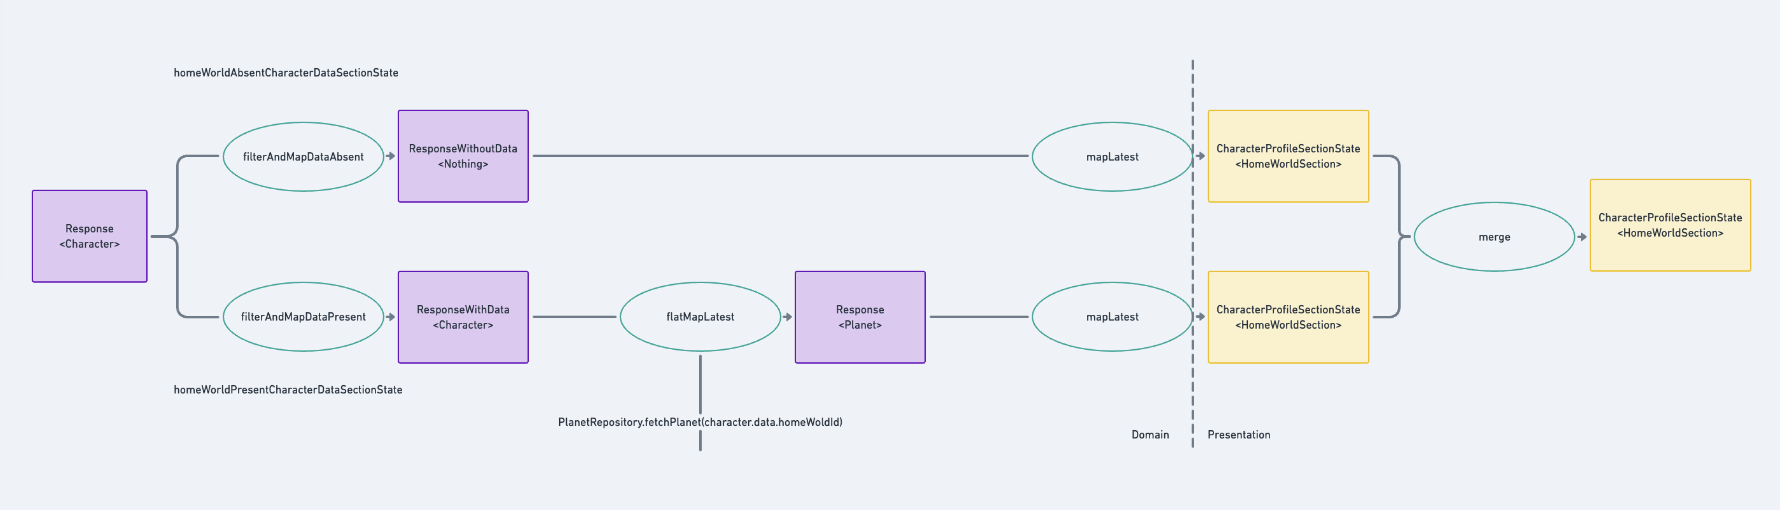 homeWorldAbsentCharacterDataSectionState
Response
<Character>
filterAndMapDataAbsent
ResponseWithoutData
<Nothing>
mapLatest
CharacterProfileSectionState
<HomeWorldSection>
filterAndMapDataPresent
ResponseWithData
<Character>
flatMapLatest
Response
<Planet>
mapLatest
CharacterProfileSectionState
<HomeWorldSection>
merge
CharacterProfileSectionState
<HomeWorldSection>
homeWorldPresentCharacterDataSectionState
PlanetRepository.fetchPlanet(character.data.homeWoldId)
Domain
Presentation